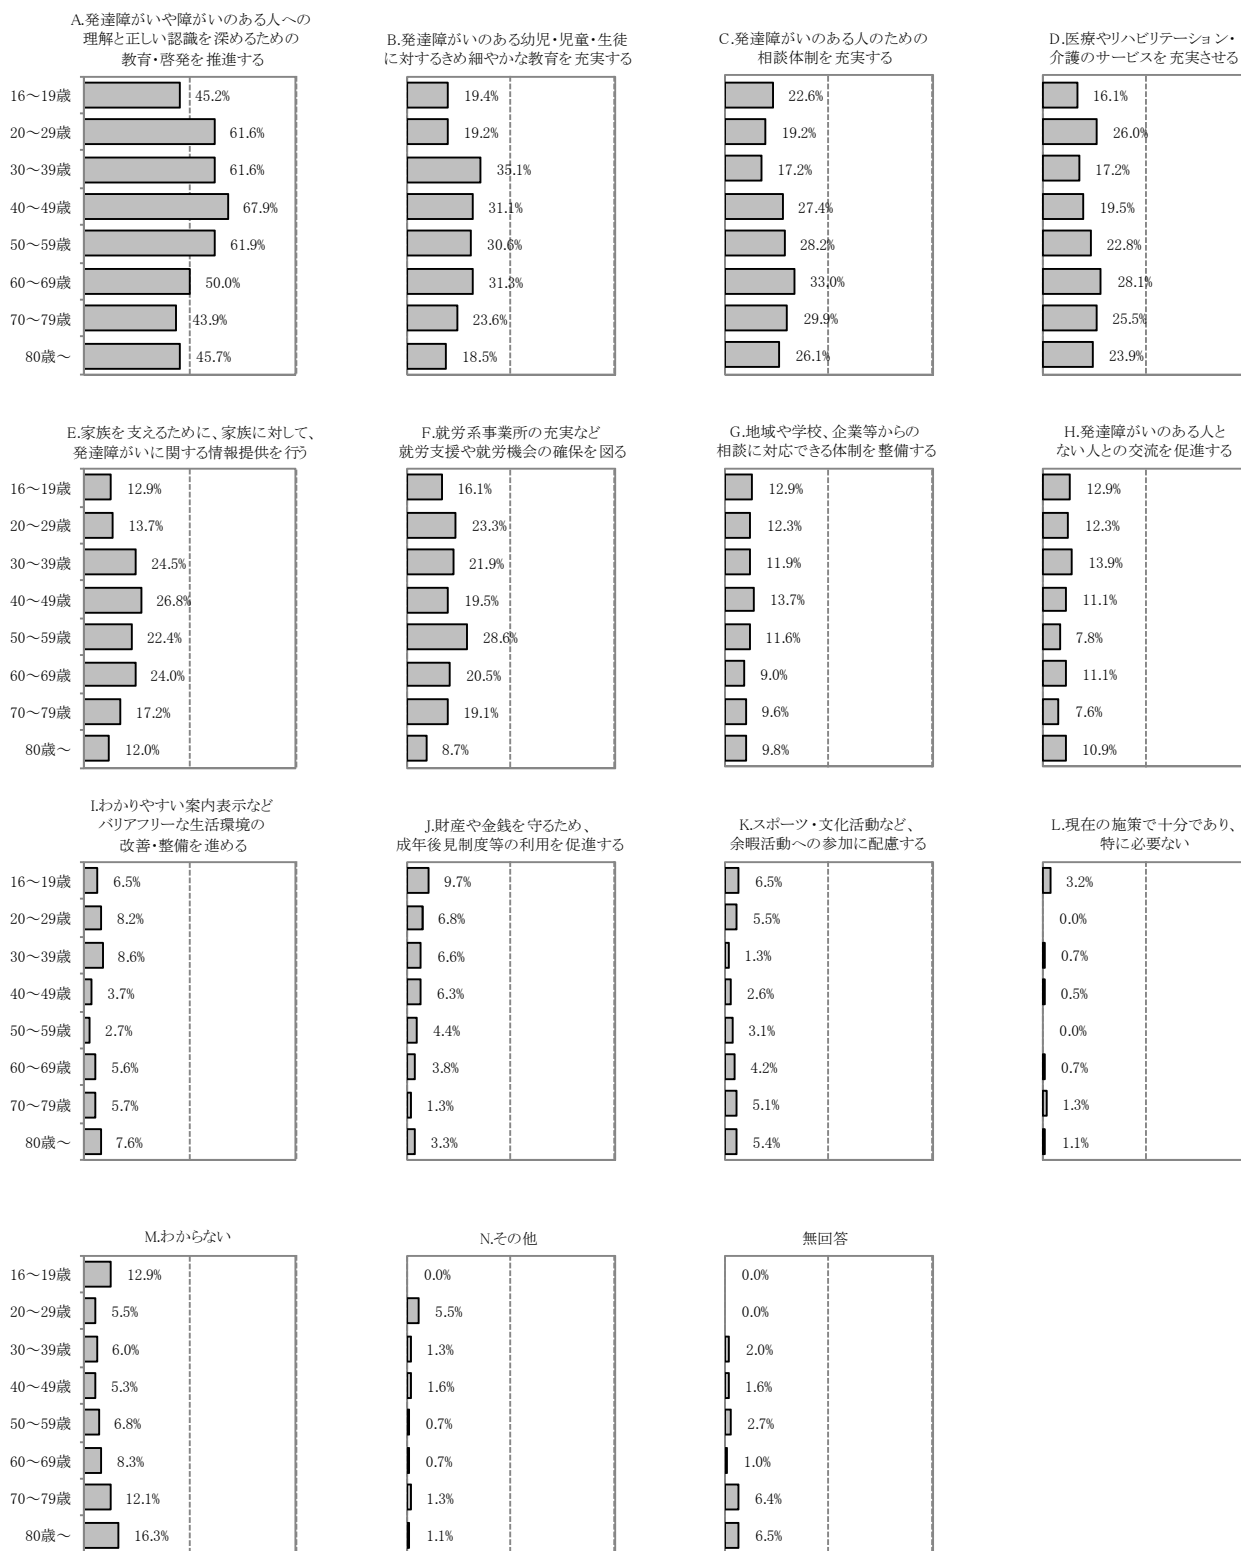 A.発達障がいや障がいのある人への
理解と正しい認識を深めるための
教育・啓発を推進する
B.発達障がいのある幼児・児童・生徒
に対するきめ細やかな教育を充実する
C.発達障がいのある人のための
相談体制を充実する
D.医療やリハビリテーション・
介護のサービスを充実させる
16～19歳 45.2% 19.4% 22.6% 16.1%
20～29歳 61.6% 19.2% 19.2% 26.0%
30～39歳 61.6% 35.1% 17.2% 17.2%
40～49歳 67.9% 31.1% 27.4% 19.5%
50～59歳 61.9% 30.6% 28.2% 22.8%
60～69歳 50.0% 31.3% 33.0% 28.1%
70～79歳 43.9% 23.6% 29.9% 25.5%
80歳～ 45.7% 18.5% 26.1% 23.9%
E.家族を支えるために、家族に対して、
発達障がいに関する情報提供を行う
F.就労系事業所の充実など
就労支援や就労機会の確保を図る
G.地域や学校、企業等からの
相談に対応できる体制を整備する
H.発達障がいのある人と
ない人との交流を促進する
16～19歳 12.9% 16.1% 12.9% 12.9%
20～29歳 13.7% 23.3% 12.3% 12.3%
30～39歳 24.5% 21.9% 11.9% 13.9%
40～49歳 26.8% 19.5% 13.7% 11.1%
50～59歳 22.4% 28.6% 11.6% 7.8%
60～69歳 24.0% 20.5% 9.0% 11.1%
70～79歳 17.2% 19.1% 9.6% 7.6%
80歳～ 12.0% 8.7% 9.8% 10.9%
I.わかりやすい案内表示など
バリアフリーな生活環境の
改善・整備を進める
J.財産や金銭を守るため、
成年後見制度等の利用を促進する
K.スポーツ・文化活動など、
余暇活動への参加に配慮する
L.現在の施策で十分であり、
特に必要ない
16～19歳 6.5% 9.7% 6.5% 3.2%
20～29歳 8.2% 6.8% 5.5% 0.0%
30～39歳 8.6% 6.6% 1.3% 0.7%
40～49歳 3.7% 6.3% 2.6% 0.5%
50～59歳 2.7% 4.4% 3.1% 0.0%
60～69歳 5.6% 3.8% 4.2% 0.7%
70～79歳 5.7% 1.3% 5.1% 1.3%
80歳～ 7.6% 3.3% 5.4% 1.1%
M.わからない
N.その他
無回答
16～19歳 12.9% 0.0% 0.0%
20～29歳 5.5% 5.5% 0.0%
30～39歳 6.0% 1.3% 2.0%
40～49歳 5.3% 1.6% 1.6%
50～59歳 6.8% 0.7% 2.7%
60～69歳 8.3% 0.7% 1.0%
70～79歳 12.1% 1.3% 6.4%
80歳～ 16.3% 1.1% 6.5%